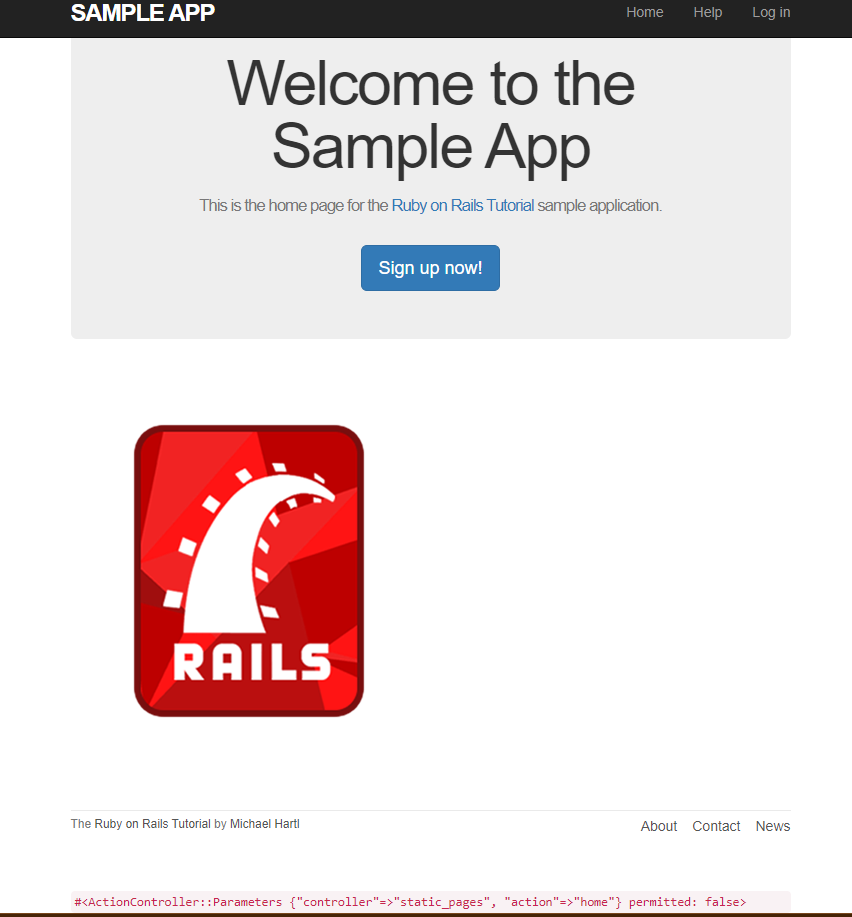 SAMPLE APP
Home Help Log in
Welcome to the
Sample App
This is the home page for the Ruby on Rails Tutorial sample application.
Sign up now!
RAILS
The Ruby on Rails Tutorial by Michael Hartl
About Contact News
#<ActionController::Parameters {"controller"=>"static_pages", "action"=>"home"} permitted: false>